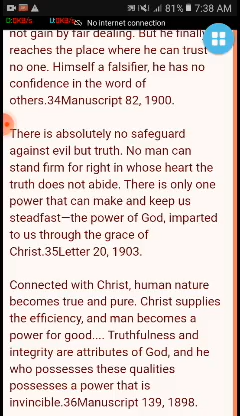 81% 7:38 AM
0KB/s U:0KB/s No internet connection
not gain by fair dealing. But he finally
reaches the place where he can trust
no one. Himself a falsifier, he has no
confidence in the word of
others.34Manuscript 82, 1900.
There is absolutely no safeguard
against evil but truth. No man can
stand firm for right in whose heart the
truth does not abide. There is only one
power that can make and keep us
steadfast—the power of God, imparted
to us through the grace of
Christ.35Letter 20, 1903.
Connected with Christ, human nature
becomes true and pure. Christ supplies
the efficiency, and man becomes a
power for good.... Truthfulness and
integrity are attributes of God, and he
who possesses these qualities
possesses a power that is
invincible.36Manuscript 139, 1898.